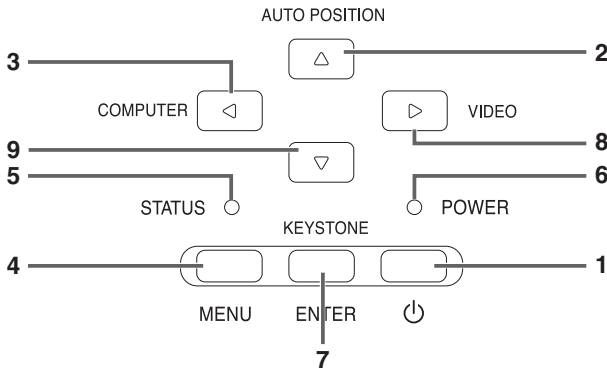 AUTO POSITION
3
2
COMPUTER
VIDEO
9
8
5
6
STATUS
POWER
KEYSTONE
4
1
MENU
ENTER
7